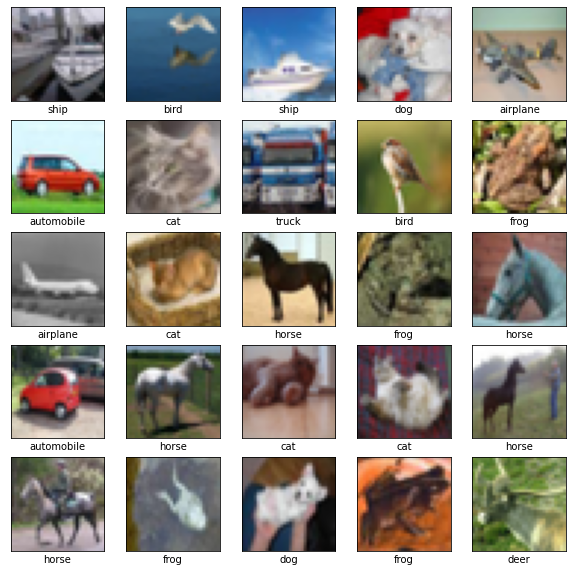 ship bird ship dog airplane
automobile cat truck bird frog
airplane cat horse frog horse
automobile horse cat cat horse
horse frog dog frog deer